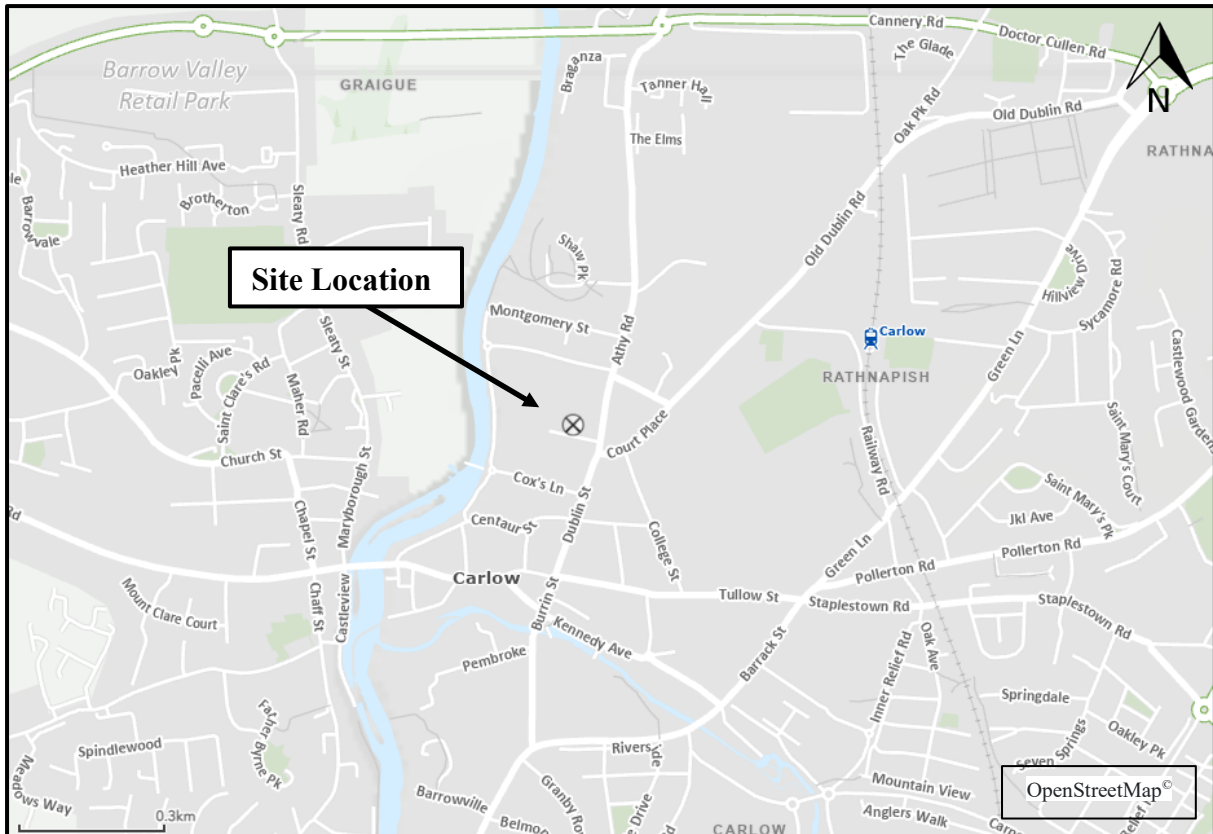 Cannery Rd
The Glade
Doctor Cullen Rd
N
Barrow Valley
Retail Park
GRAIGUE
Braganza
Tanner Hall
The Elms
Oak Pk Rd
Old Dublin Rd
RATHNA
Heather Hill Ave
Brotherton
Sleaty Rd
Barrowvale
Old Dublin Rd
Shaw Pk
Hillview Drive
Sycamore Rd
Site Location
Montgomery St
Athy Rd
Sleaty St
Carlow
RATHNAPISH
Green Ln
Castlewood Gardens
Oakley Pk
Pacelli Ave
Saint Clare's Rd
Maher Rd
Church St
Court Place
Saint Mary's Court
Railway Rd
Cox's Ln
Dublin St
Maryborough St
Chapel St
Centaur St
College St
Saint Mary's Pk
Jkl Ave
Pollerton Rd
Green Ln
Pollerton Rd
Rd
Carlow
Tullow St
Staplestown Rd
Staplestown Rd
Mount Clare Court
Chaff St
Castleview
Burrin St
Kennedy Ave
Barrack St
Oak Ave
Inner Relief Rd
Pembroke
Father Byrne Pk
Springdale
Oakley Pk
Seven Springs
Spindlewood
Meadows Way
Riverside
Mountain View
Anglers Walk
Barrowville
Granby Row
Drive
CARLOW
OpenStreetMap©
0.3km